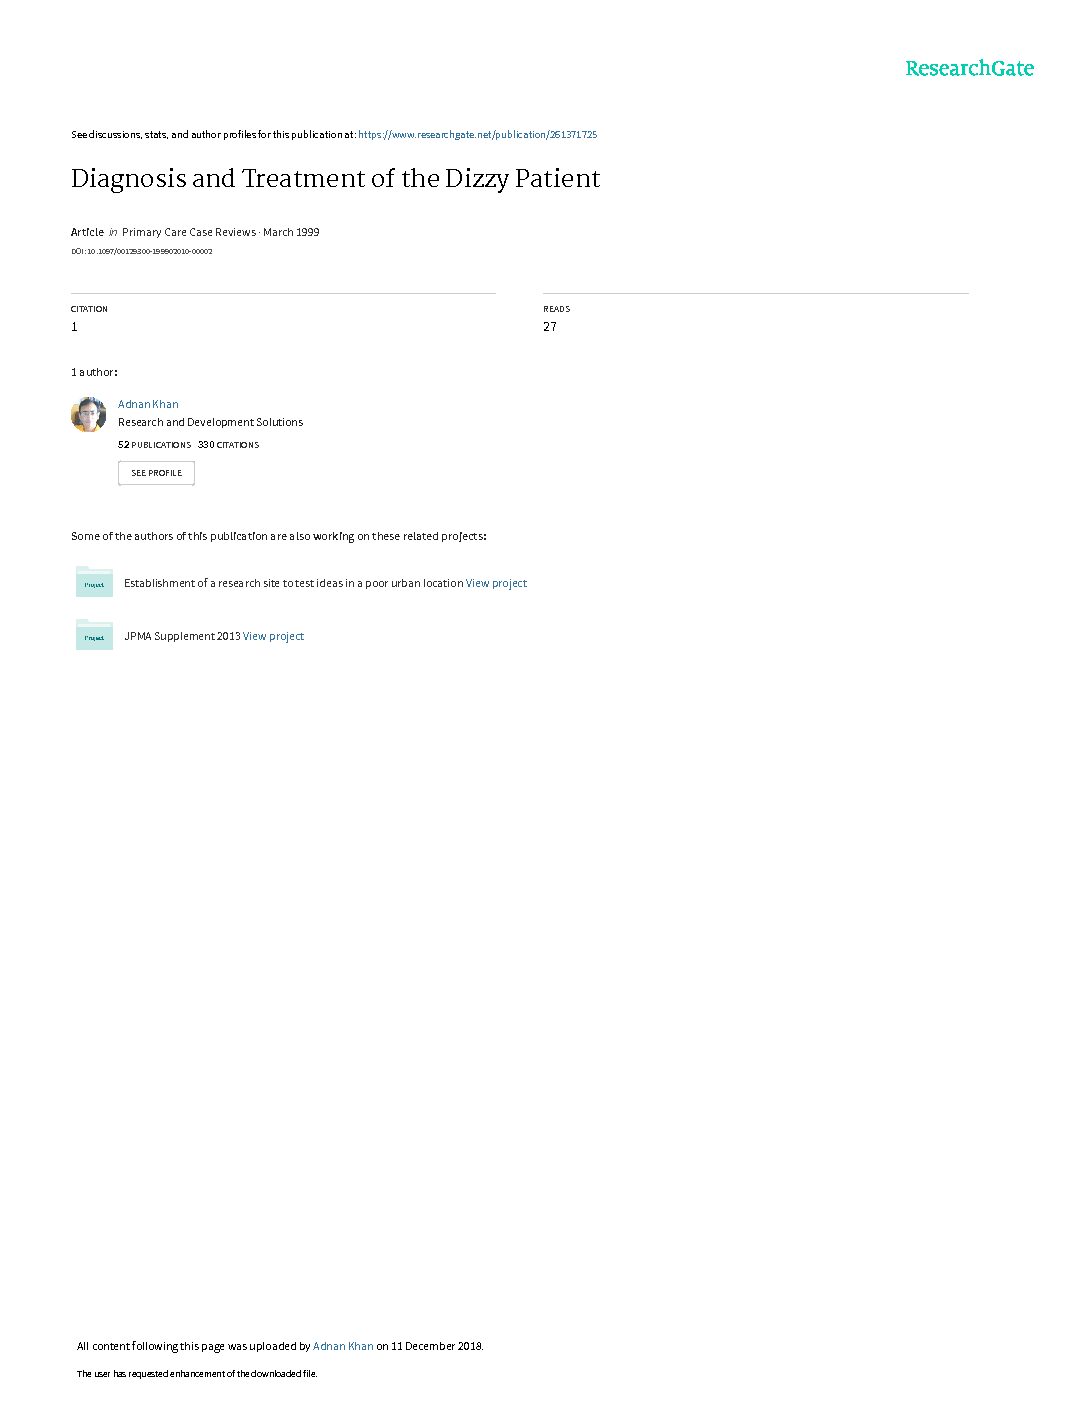 ResearchGate
See discussions, stats, and author profiles for this publication at: https://www.researchgate.net/publication/261371725
Diagnosis and Treatment of the Dizzy Patient
Article in Primary Care Case Reviews · March 1999
DOI: 10.1097/00129300-199902010-00002
CITATION
1
READS
27
1 author:
Adnan Khan
Research and Development Solutions
52 PUBLICATIONS 330 CITATIONS
SEE PROFILE
Some of the authors of this publication are also working on these related projects:
Project
Establishment of a research site to test ideas in a poor urban location View project
Project
JPMA Supplement 2013 View project
All content following this page was uploaded by Adnan Khan on 11 December 2018.
The user has requested enhancement of the downloaded file.